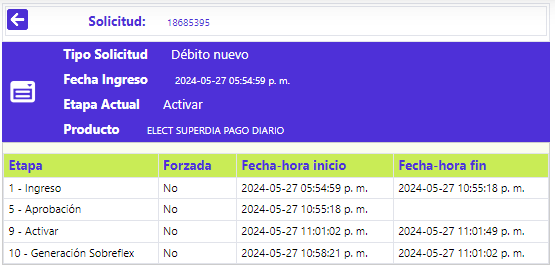 Solicitud: 18685395
Tipo Solicitud Débito nuevo
Fecha Ingreso 2024-05-27 05:54:59 p. m.
Etapa Actual Activar
Producto ELECT SUPERDIA PAGO DIARIO
Etapa Forzada Fecha-hora inicio Fecha-hora fin
1 - Ingreso No 2024-05-27 05:54:59 p. m. 2024-05-27 10:55:18 p. m.
5 - Aprobación No 2024-05-27 10:55:18 p. m.
9 - Activar No 2024-05-27 11:01:02 p. m. 2024-05-27 11:01:49 p. m.
10 - Generación Sobreflex No 2024-05-27 10:58:21 p. m. 2024-05-27 11:01:02 p. m.